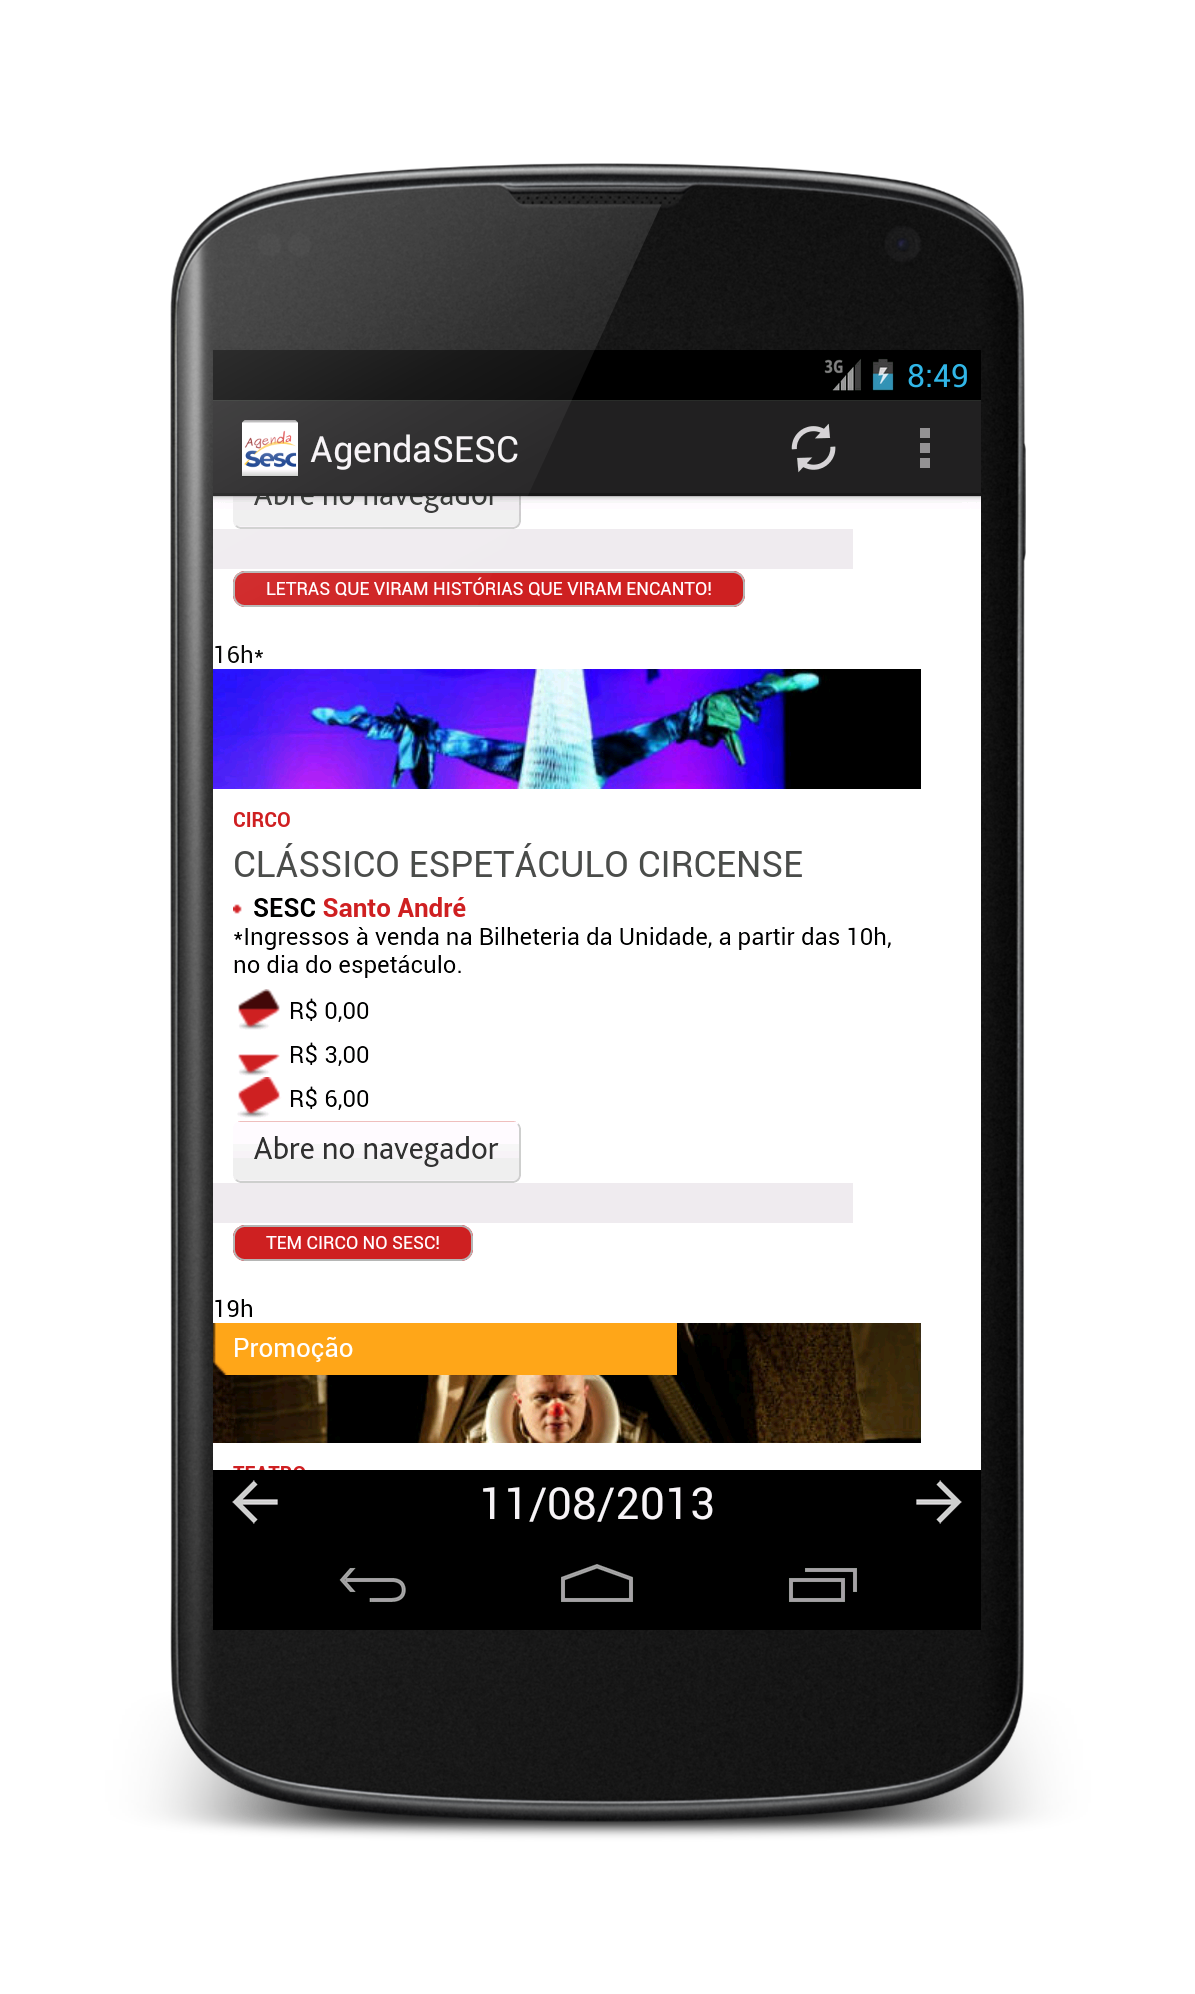 3G 8:49
Agenda Sesc AgendaSESC
Abre no navegador
LETRAS QUE VIRAM HISTÓRIAS QUE VIRAM ENCANTO!
16h*
CIRCO
CLÁSSICO ESPETÁCULO CIRCENSE
SESC Santo André
*Ingressos à venda na Bilheteria da Unidade, a partir das 10h,
no dia do espetáculo.
R$ 0,00
R$ 3,00
R$ 6,00
Abre no navegador
TEM CIRCO NO SESC!
19h
Promoção
TEATRO
11/08/2013